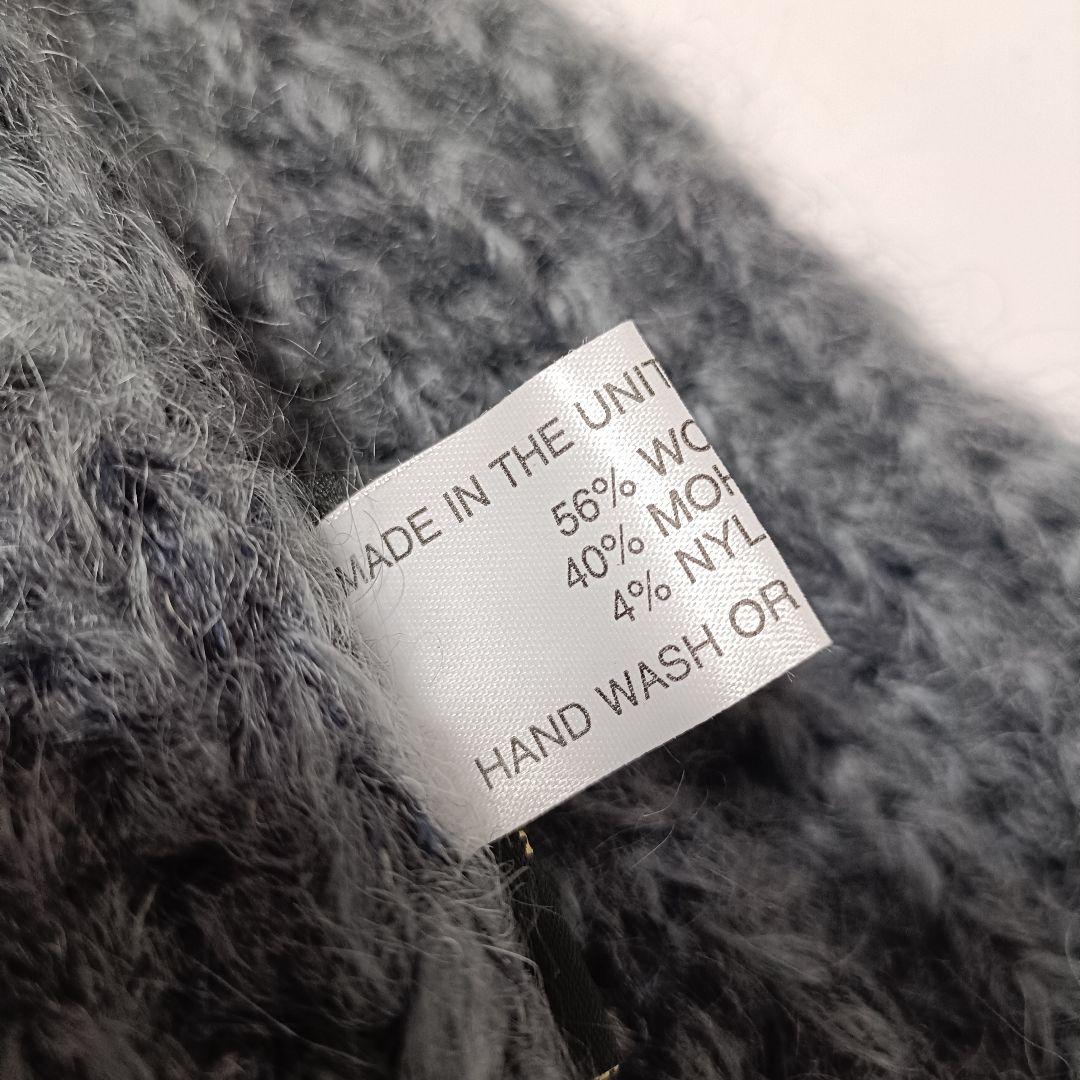 MADE IN THE UNIT
56% WO
40% MOH
4% NYL
HAND WASH OR